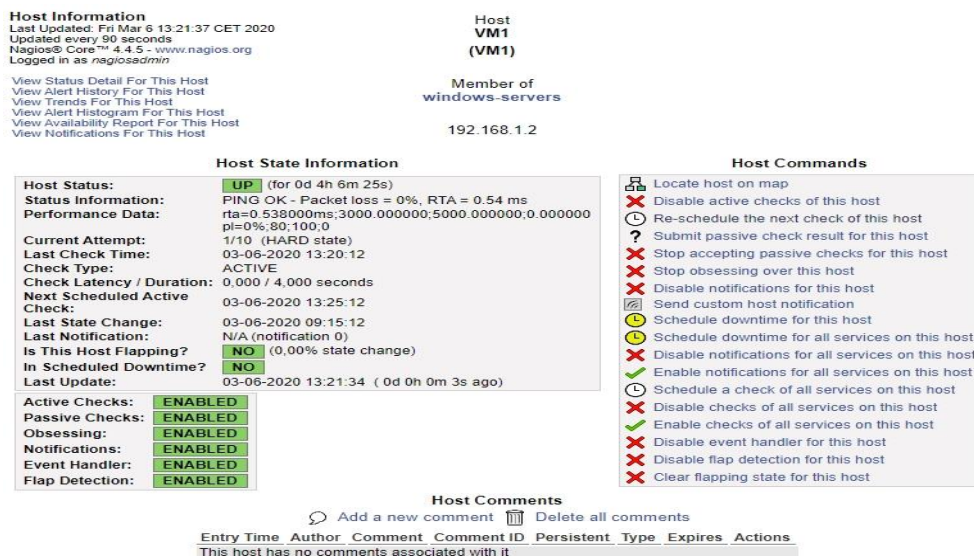 Host Information
Last Updated: Fri Mar 6 13:21:37 CET 2020
Updated every 90 seconds
Nagios® Core™ 4.4.5 - www.nagios.org
Logged in as nagiosadmin
View Status Detail For This Host
View Alert History For This Host
View Trends For This Host
View Alert Histogram For This Host
View Availability Report For This Host
View Notifications For This Host
Host
VM1
(VM1)
Member of
windows-servers
192.168.1.2
Host State Information
Host Status: UP (for 0d 4h 6m 25s)
Status Information: PING OK - Packet loss = 0%, RTA = 0.54 ms
Performance Data: rta=0.538000ms;3000.000000;5000.000000;0.000000
pl=0%;80;100;0
Current Attempt: 1/10 (HARD state)
Last Check Time: 03-06-2020 13:20:12
Check Type: ACTIVE
Check Latency / Duration: 0,000 / 4,000 seconds
Next Scheduled Active
Check: 03-06-2020 13:25:12
Last State Change: 03-06-2020 09:15:12
Last Notification: N/A (notification 0)
Is This Host Flapping? NO (0,00% state change)
In Scheduled Downtime? NO
Last Update: 03-06-2020 13:21:34 ( 0d 0h 0m 3s ago)
Active Checks: ENABLED
Passive Checks: ENABLED
Obsessing: ENABLED
Notifications: ENABLED
Event Handler: ENABLED
Flap Detection: ENABLED
Host Commands
Locate host on map
Disable active checks of this host
Re-schedule the next check of this host
? Submit passive check result for this host
Stop accepting passive checks for this host
Stop obsessing over this host
Disable notifications for this host
Send custom host notification
Schedule downtime for this host
Schedule downtime for all services on this host
Disable notifications for all services on this host
Enable notifications for all services on this host
Schedule a check of all services on this host
Disable checks of all services on this host
Enable checks of all services on this host
Disable event handler for this host
Disable flap detection for this host
Clear flapping state for this host
Host Comments
Add a new comment Delete all comments
Entry Time Author Comment Comment ID Persistent Type Expires Actions
This host has no comments associated with it